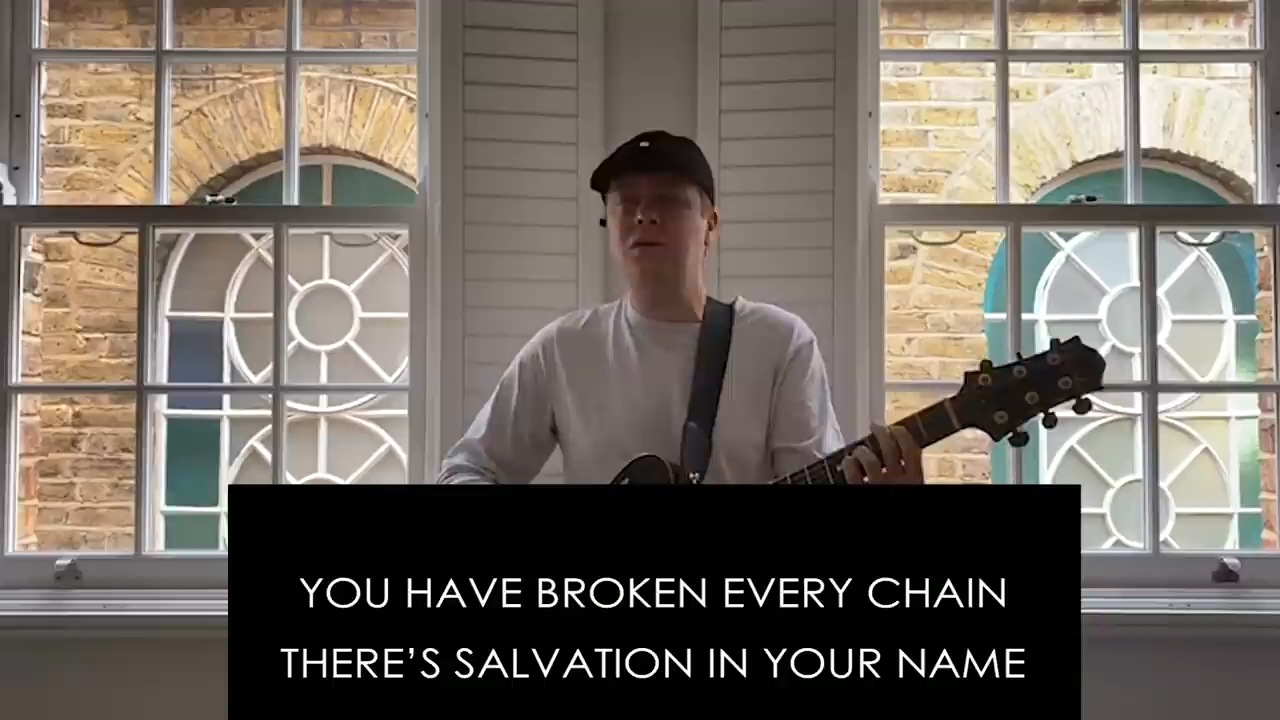 YOU HAVE BROKEN EVERY CHAIN
THERE’S SALVATION IN YOUR NAME